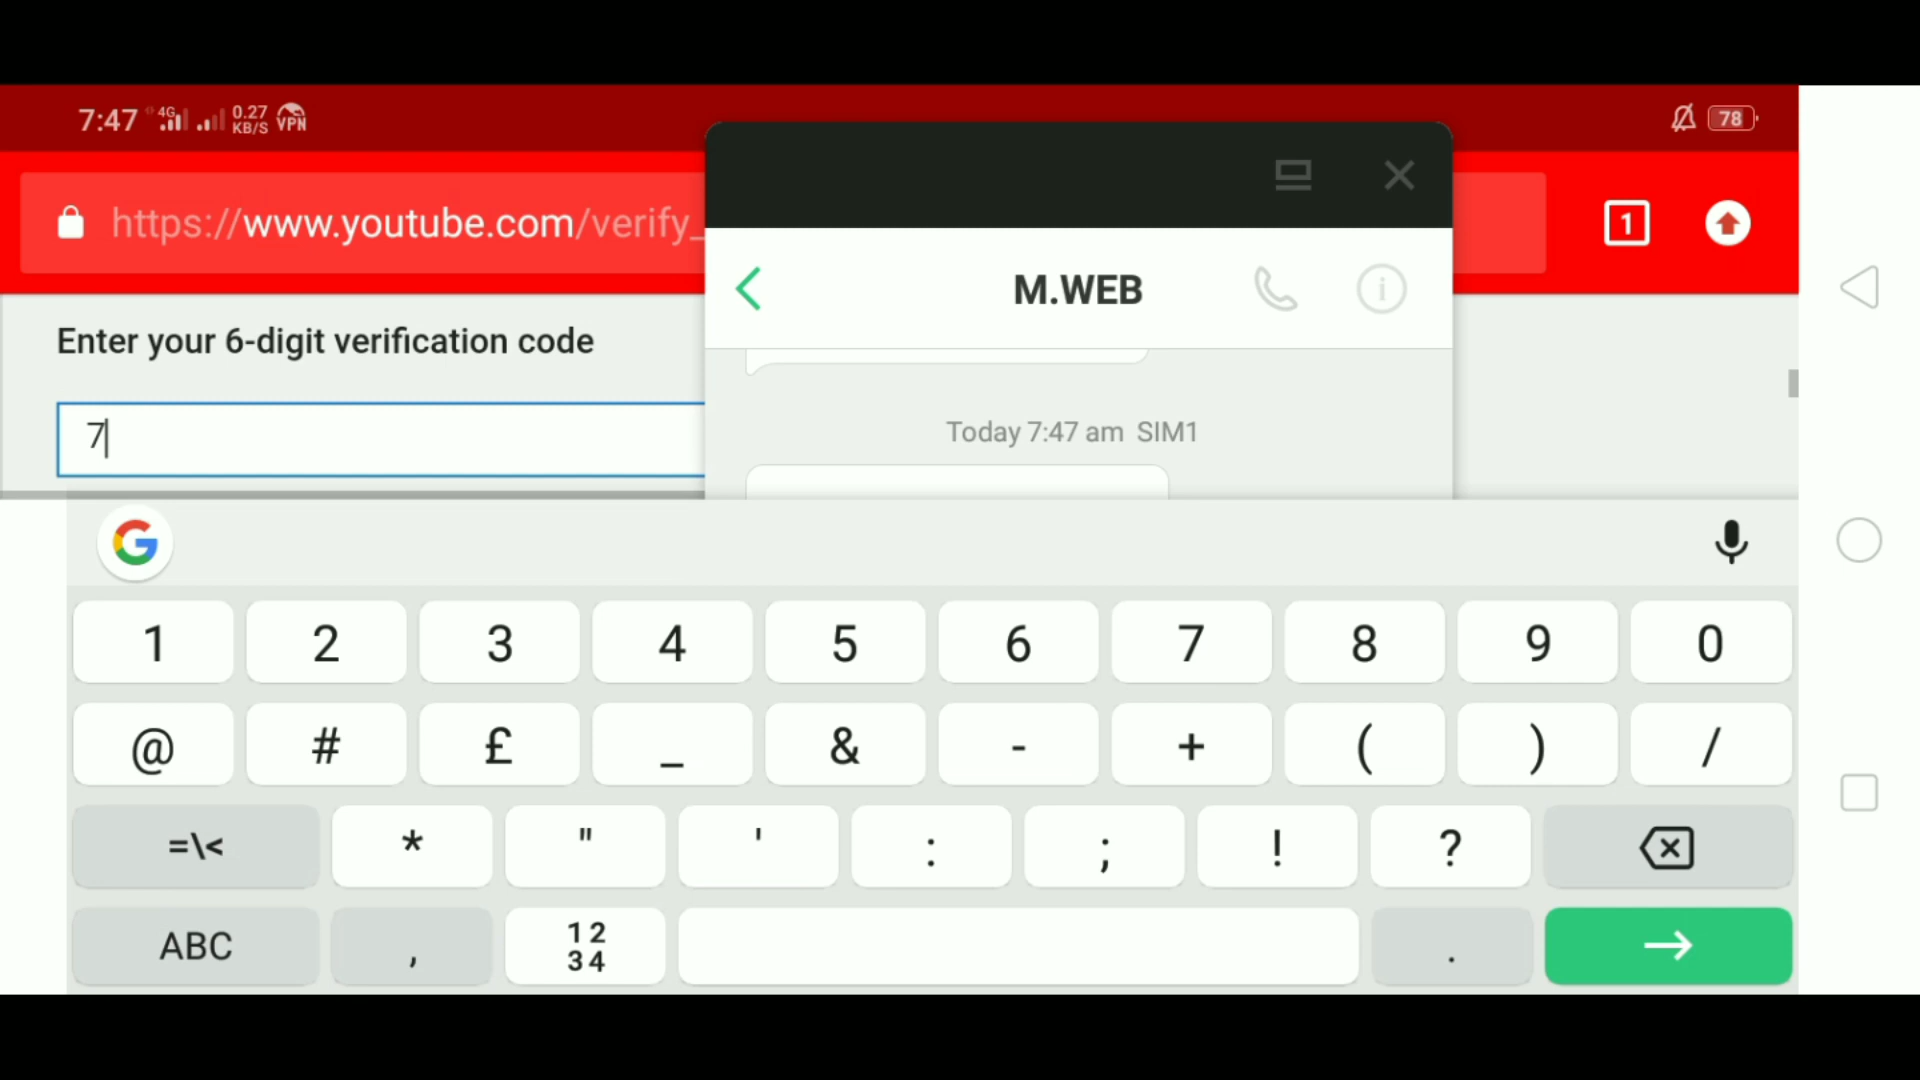 7:47 4G 0.27 KB/S VPN 78
https://www.youtube.com/verify_
1
M.WEB
Enter your 6-digit verification code
7
Today 7:47 am SIM1
G
1 2 3 4 5 6 7 8 9 0
@ # £ _ & - + ( ) /
=\< * " ' : ; ! ?
ABC , 12 34 .